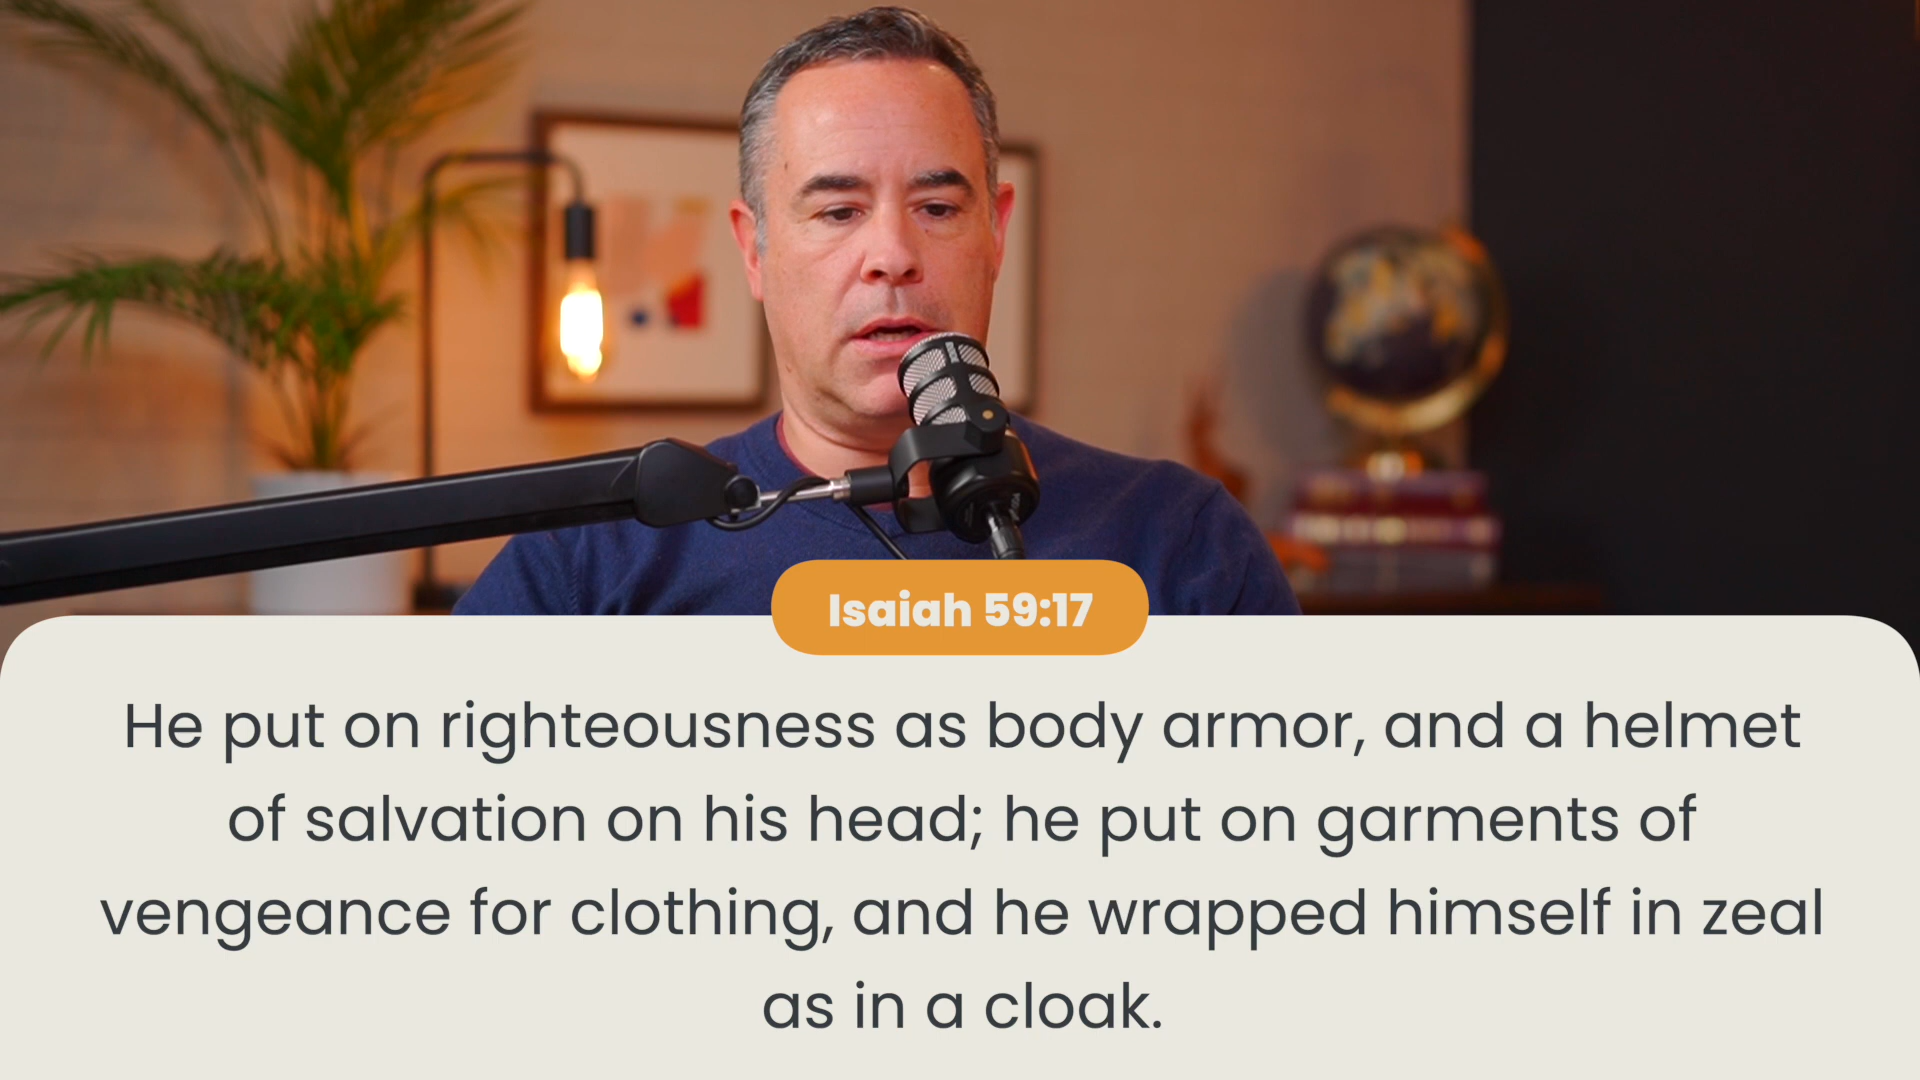 Isaiah 59:17
He put on righteousness as body armor, and a helmet
of salvation on his head; he put on garments of
vengeance for clothing, and he wrapped himself in zeal
as in a cloak.